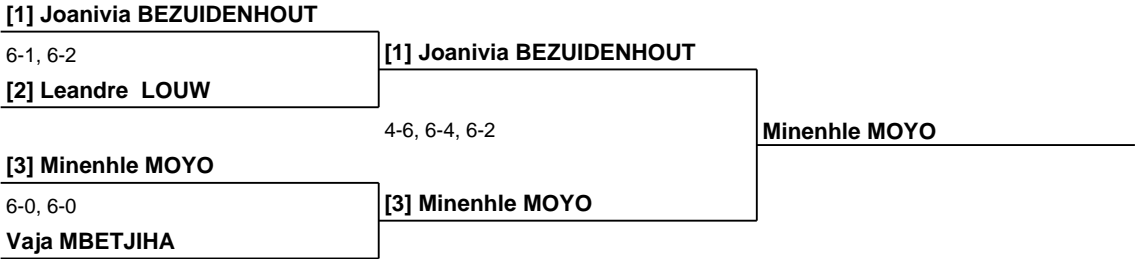 [1] Joanivia BEZUIDENHOUT
6-1, 6-2
[1] Joanivia BEZUIDENHOUT
[2] Leandre  LOUW
4-6, 6-4, 6-2
Minenhle MOYO
[3] Minenhle MOYO
6-0, 6-0
[3] Minenhle MOYO
Vaja MBETJIHA